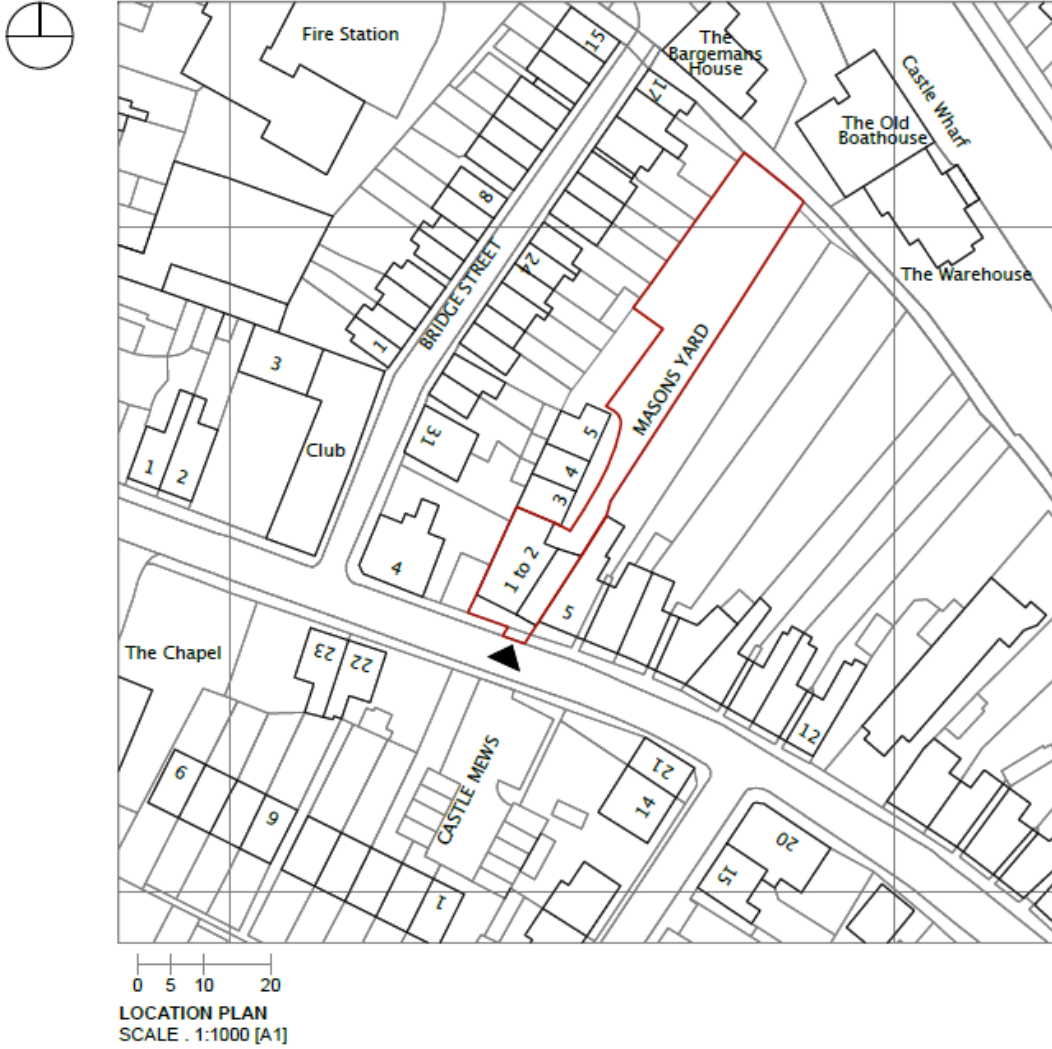 Fire Station
15
The
Bargemans
House
17
Castle Wharf
The Old
Boathouse
8
BRIDGE STREET
24
The Warehouse
1
3
MASONS YARD
31
5
Club
4
1
2
3
1 to 2
4
5
The Chapel
23
22
12
CASTLE MEWS
21
6
14
9
20
15
1
0 5 10 20
LOCATION PLAN
SCALE . 1:1000 [A1]